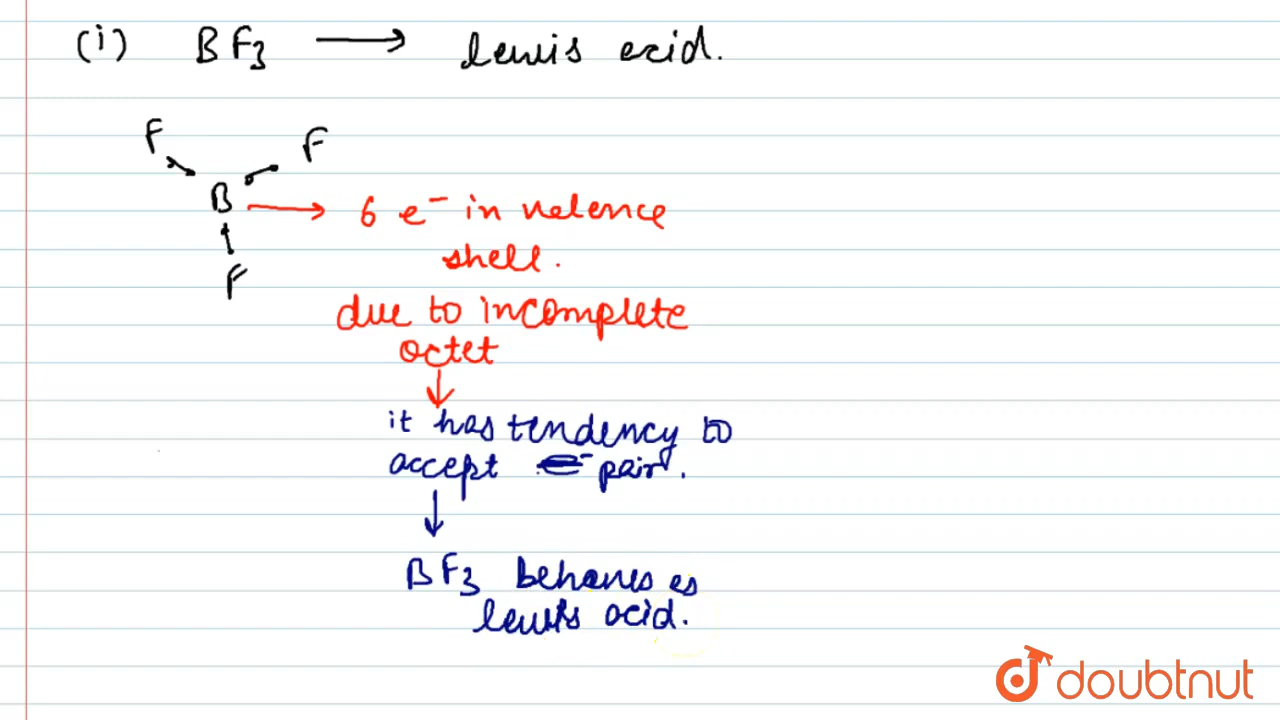 (i) BF3 → lewis acid.
F
F
B → 6 e⁻ in valence
shell.
F
due to incomplete
octet
↓
it has tendency to
accept e⁻ pair.
↓
BF3 behaves as
lewis acid.
doubtnut